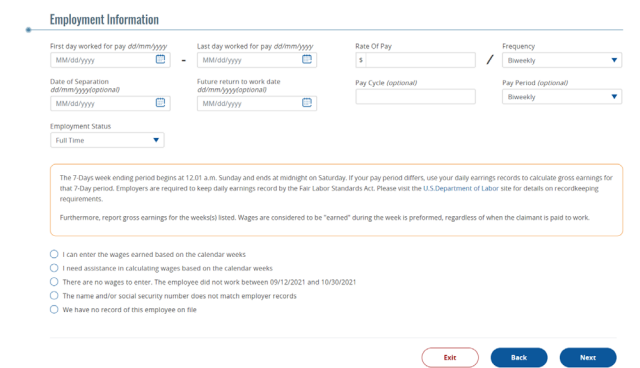 Employment Information
First day worked for pay dd/mm/yyyy
Last day worked for pay dd/mm/yyyy
Rate Of Pay
Frequency
MM/dd/yyyy
-
MM/dd/yyyy
$
/
Biweekly
Date of Separation
dd/mm/yyyy(optional)
Future return to work date
dd/mm/yyyy(optional)
Pay Cycle (optional)
Pay Period (optional)
MM/dd/yyyy
MM/dd/yyyy
Biweekly
Employment Status
Full Time
The 7-Days week ending period begins at 12.01 a.m. Sunday and ends at midnight on Saturday. If your pay period differs, use your daily earnings records to calculate gross earnings for
that 7-Day period. Employers are required to keep daily earnings record by the Fair Labor Standards Act. Please visit the U.S.Department of Labor site for details on recordkeeping
requirements.
Furthermore, report gross earnings for the weeks(s) listed. Wages are considered to be "earned" during the week is preformed, regardless of when the claimant is paid to work.
I can enter the wages earned based on the calendar weeks
I need assistance in calculating wages based on the calendar weeks
There are no wages to enter. The employee did not work between 09/12/2021 and 10/30/2021
The name and/or social security number does not match employer records
We have no record of this employee on file
Exit
Back
Next